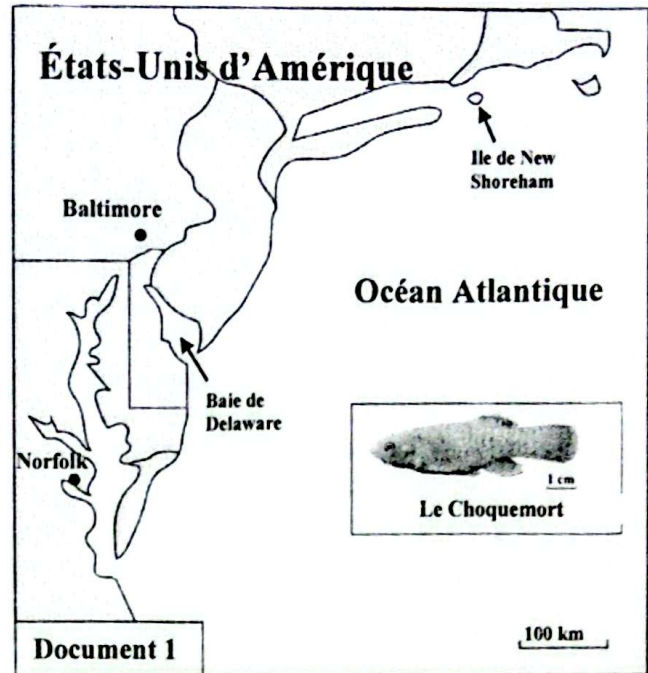 États-Unis d'Amérique
Ile de New
Shoreham
Baltimore
Océan Atlantique
Baie de
Delaware
Norfolk
1 cm
Le Choquemort
Document 1
100 km